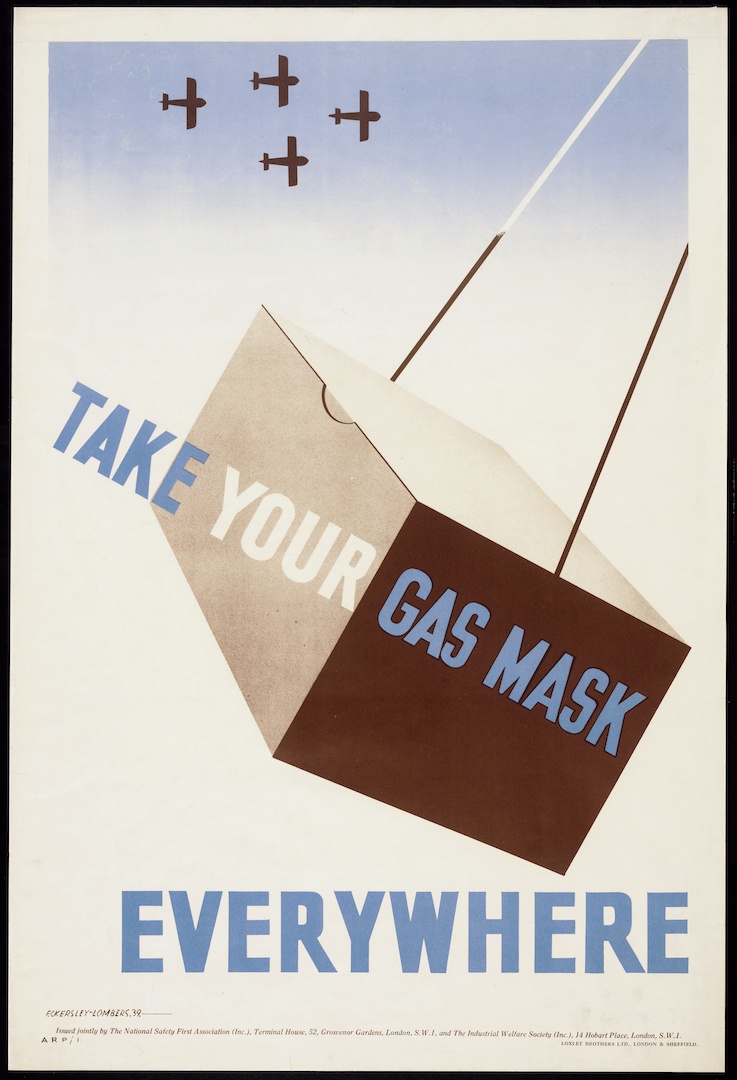 TAKE YOUR GAS MASK
EVERYWHERE
ECKERSLEY-LOMBERS, 39.
Issued jointly by The National Safety First Association (Inc.), Terminal House, 52, Grosvenor Gardens, London, S.W.1, and The Industrial Welfare Society (Inc.), 14 Hobart Place, London, S.W.1.
A R P / 1.
LOXLEY BROTHERS LTD., LONDON & SHEFFIELD.